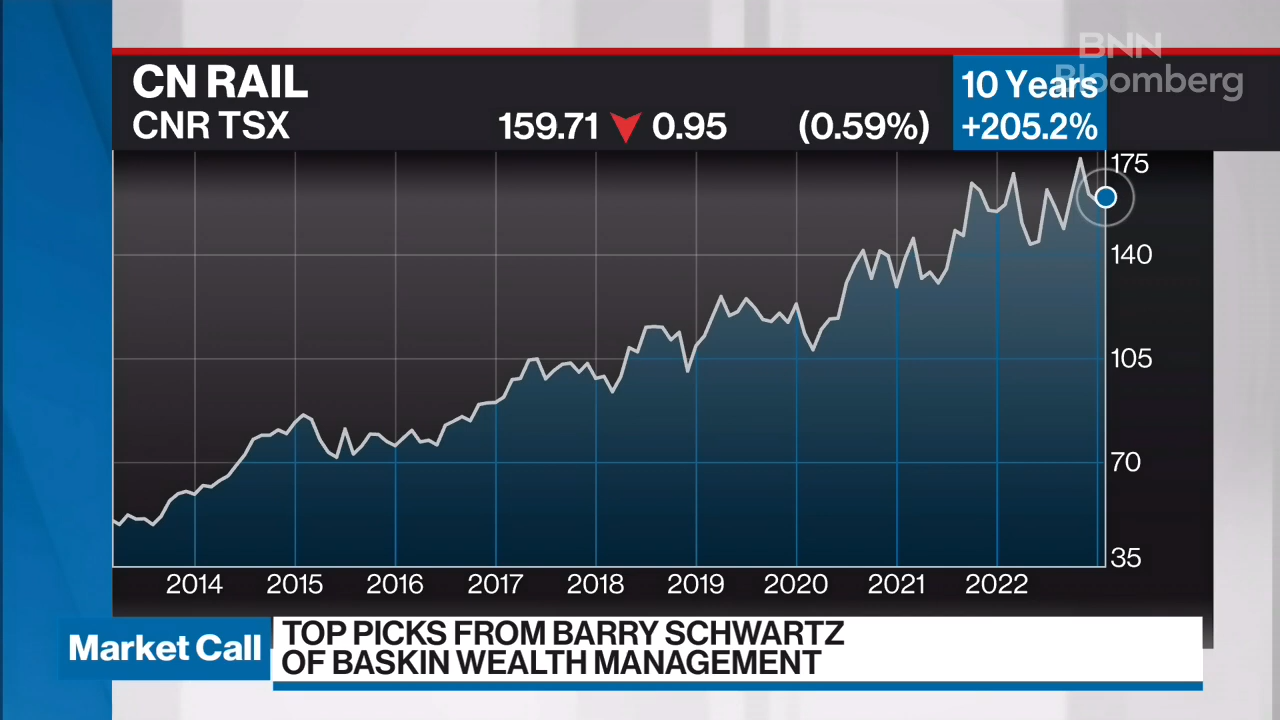 BNN
Bloomberg
CN RAIL
CNR TSX
159.71 ▼ 0.95 (0.59%)
10 Years
+205.2%
175
140
105
70
35
2014 2015 2016 2017 2018 2019 2020 2021 2022
Market Call
TOP PICKS FROM BARRY SCHWARTZ
OF BASKIN WEALTH MANAGEMENT